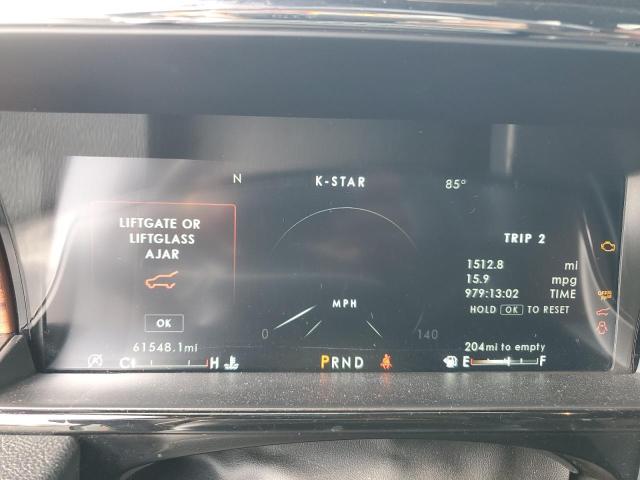 N K-STAR 85°
LIFTGATE OR
LIFTGLASS
AJAR
OK
TRIP 2
1512.8 mi
15.9 mpg
979:13:02 TIME
HOLD OK TO RESET
MPH
0 140
61548.1mi
204mi to empty
C H
PRND
E F